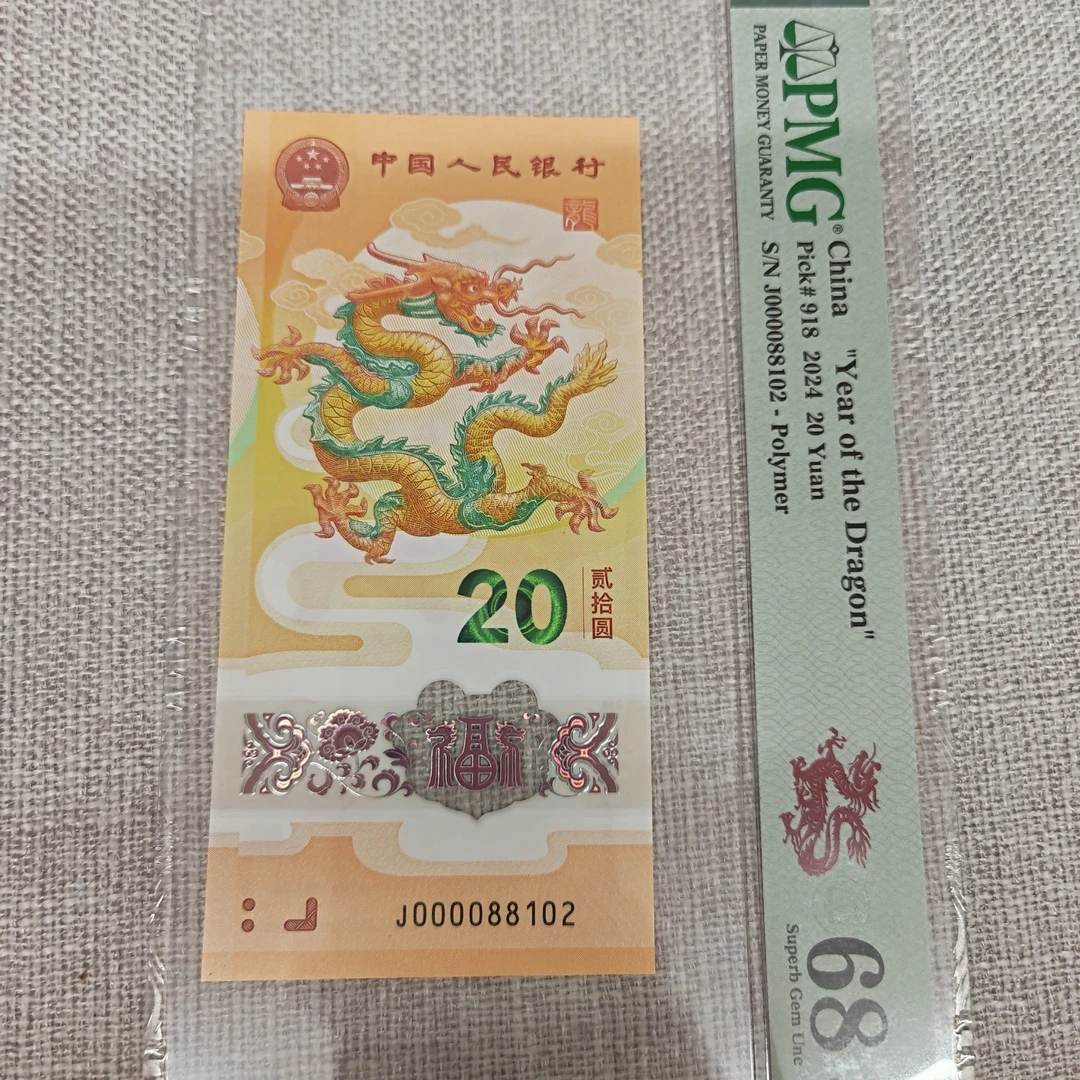 中国人民银行
龍
20
贰拾圆
福
J000088102
PMG®
PAPER MONEY GUARANTY
China "Year of the Dragon"
Pick# 918 2024 20 Yuan
S/N J000088102 - Polymer
68
Superb Gem Unc